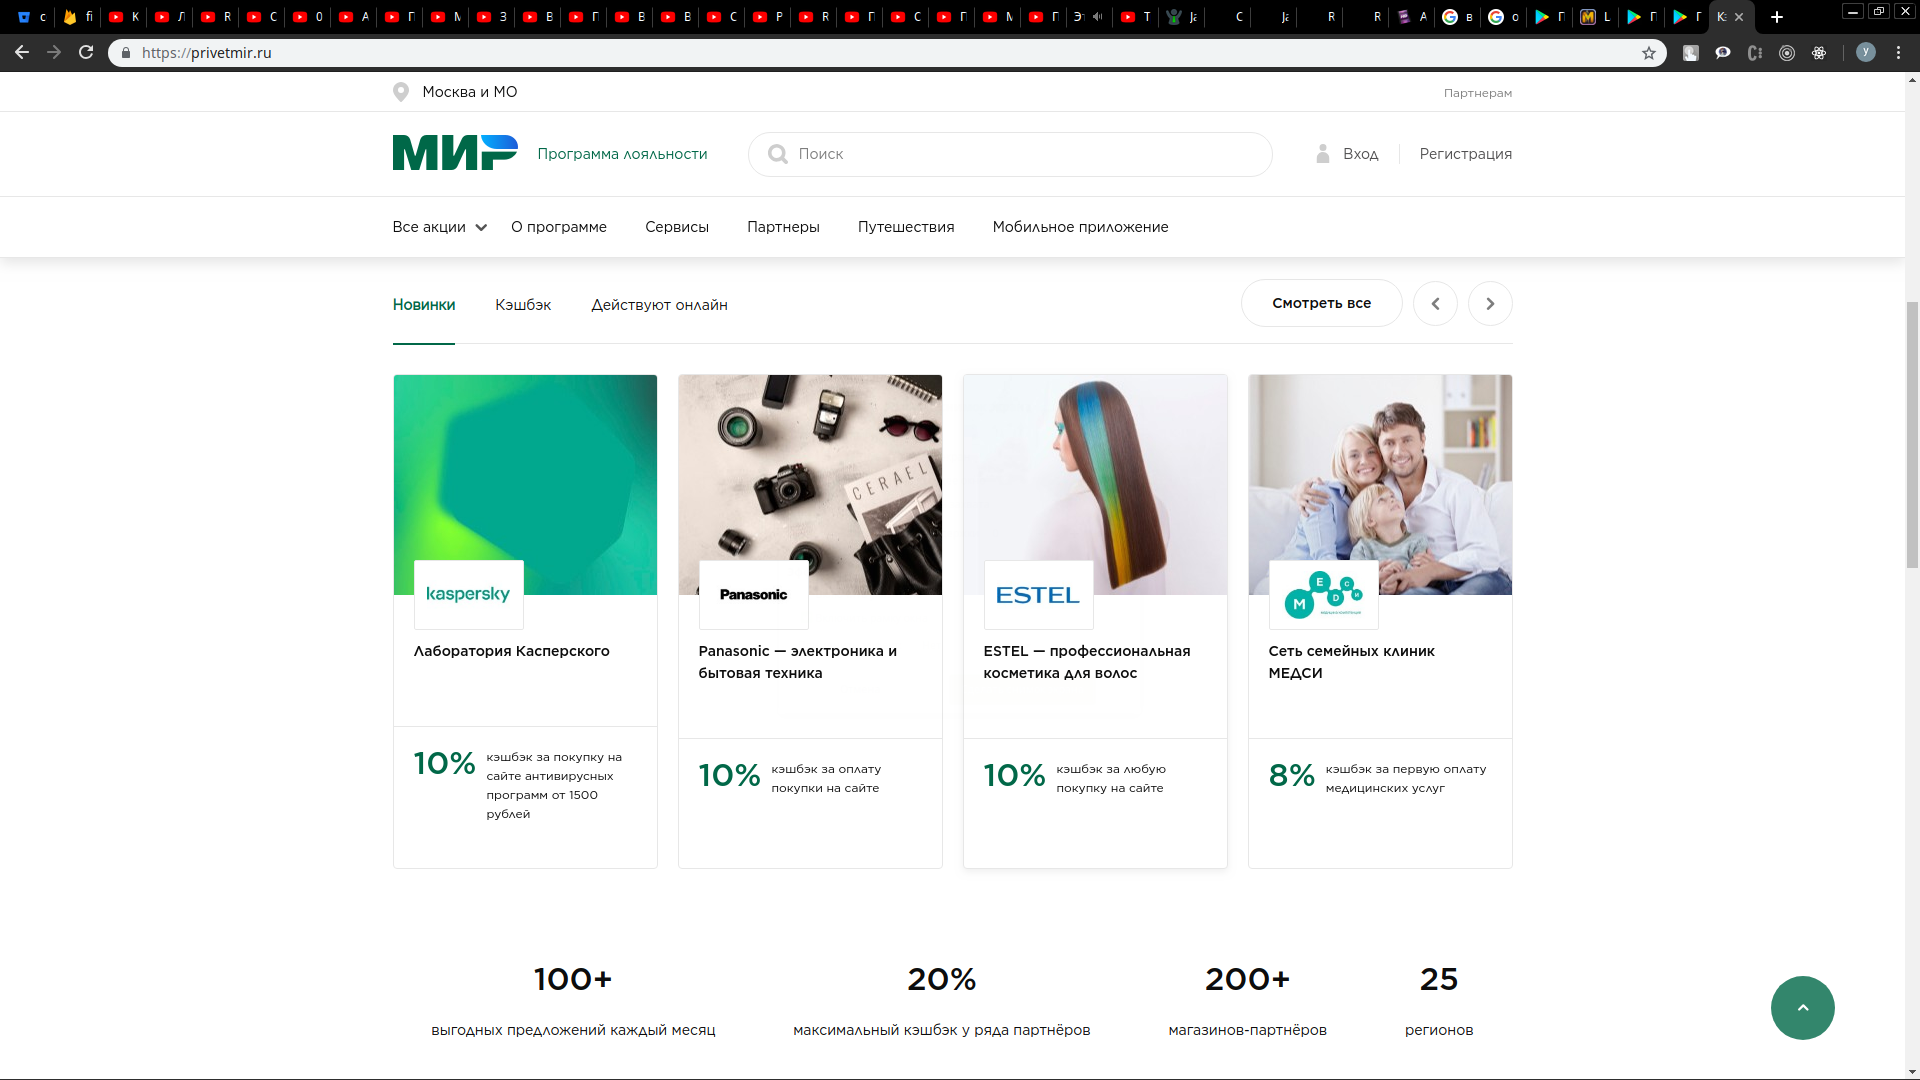 https://privetmir.ru
Москва и МО
Партнерам
МИР
Программа лояльности
Поиск
Вход
Регистрация
Все акции
О программе
Сервисы
Партнеры
Путешествия
Мобильное приложение
Новинки
Кэшбэк
Действуют онлайн
Смотреть все
kaspersky
Лаборатория Касперского
10%
кэшбэк за покупку на
сайте антивирусных
программ от 1500
рублей
CERAEL
Panasonic
Panasonic — электроника и
бытовая техника
10%
кэшбэк за оплату
покупки на сайте
ESTEL
ESTEL — профессиональная
косметика для волос
10%
кэшбэк за любую
покупку на сайте
МЕDСИ
Сеть семейных клиник
МЕДСИ
8%
кэшбэк за первую оплату
медицинских услуг
100+
выгодных предложений каждый месяц
20%
максимальный кэшбэк у ряда партнёров
200+
магазинов-партнёров
25
регионов